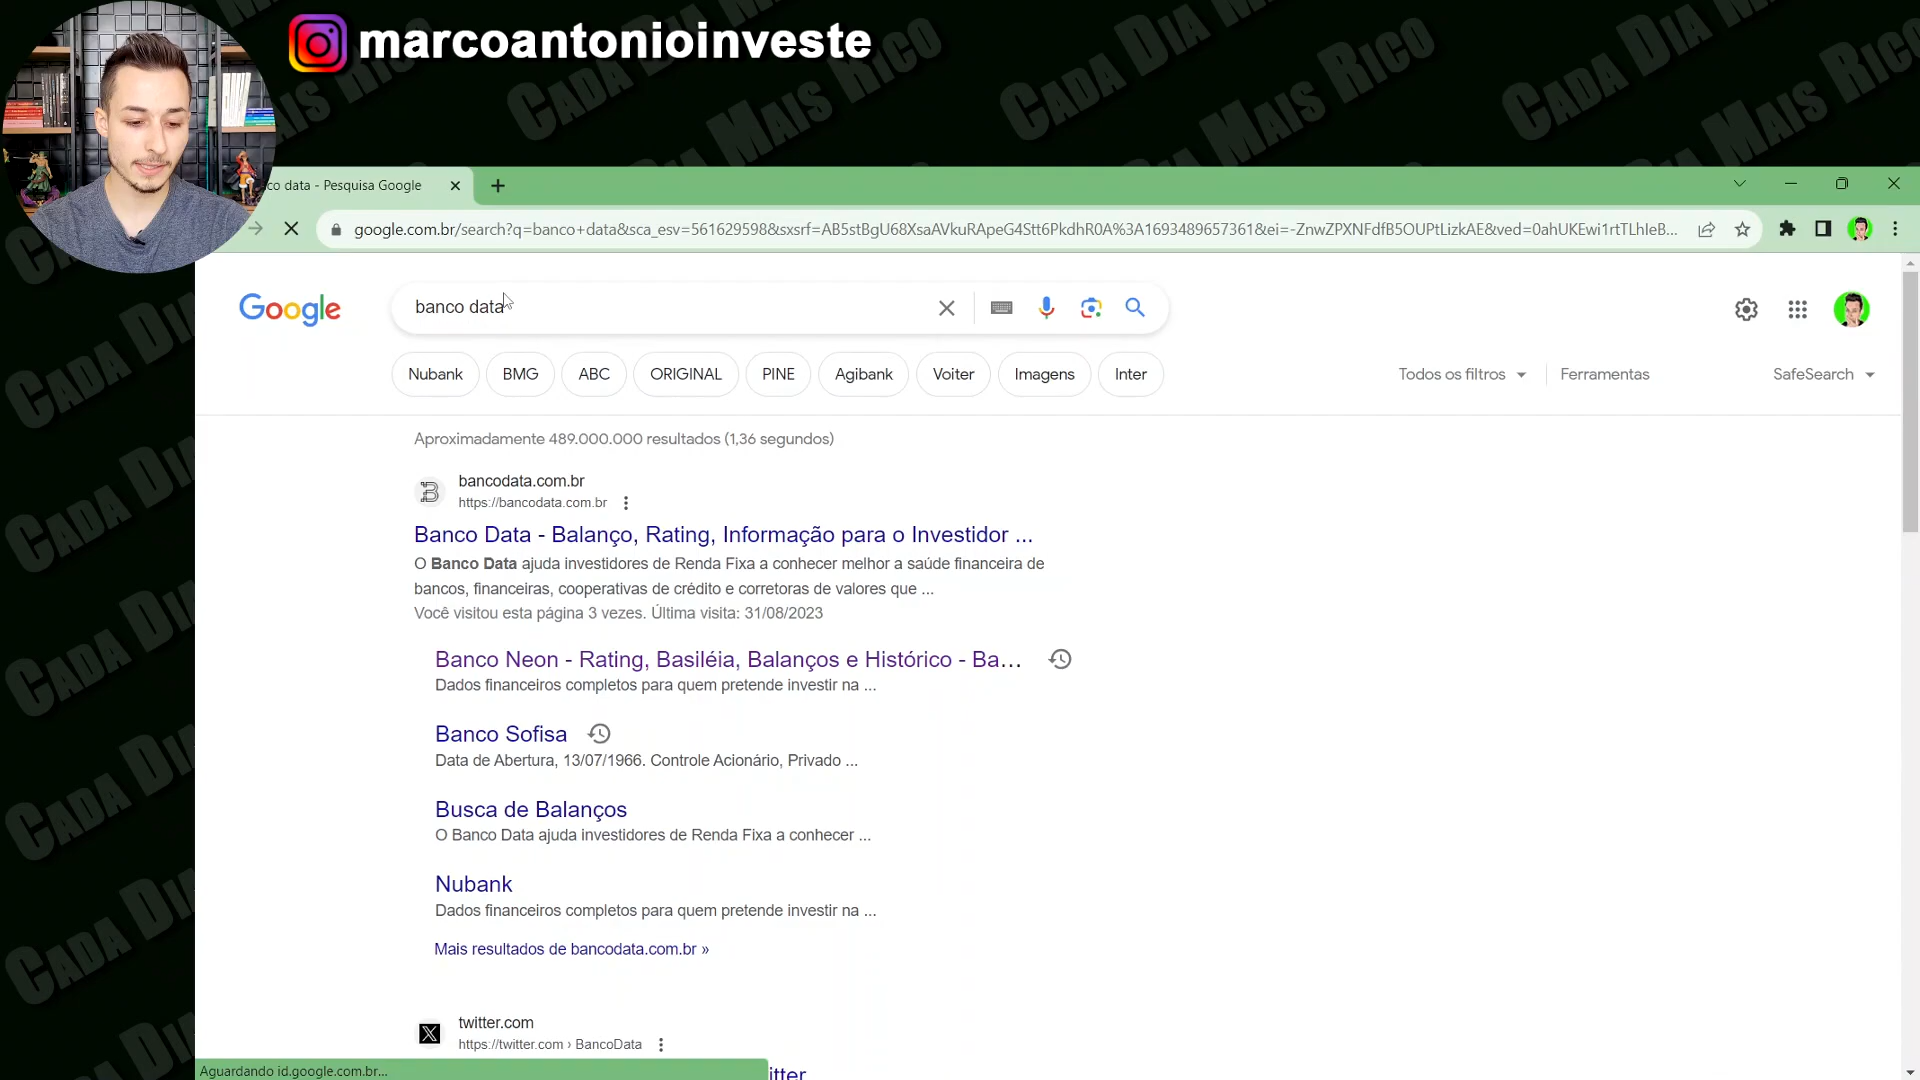 marcoantonioinveste
co data - Pesquisa Google
google.com.br/search?q=banco+data&sca_esv=561629598&sxsrf=AB5stBgU68XsaAVkuRApeG4Stt6PkdhR0A%3A1693489657361&ei=-ZnwZPXNFdfB5OUPtLizkAE&ved=0ahUKEwi1rtTLhIeB...
Google
banco data
Nubank
BMG
ABC
ORIGINAL
PINE
Agibank
Voiter
Imagens
Inter
Todos os filtros
Ferramentas
SafeSearch
Aproximadamente 489.000.000 resultados (1,36 segundos)
bancodata.com.br
https://bancodata.com.br
Banco Data - Balanço, Rating, Informação para o Investidor ...
O Banco Data ajuda investidores de Renda Fixa a conhecer melhor a saúde financeira de
bancos, financeiras, cooperativas de crédito e corretoras de valores que ...
Você visitou esta página 3 vezes. Última visita: 31/08/2023
Banco Neon - Rating, Basiléia, Balanços e Histórico - Ba...
Dados financeiros completos para quem pretende investir na ...
Banco Sofisa
Data de Abertura, 13/07/1966. Controle Acionário, Privado ...
Busca de Balanços
O Banco Data ajuda investidores de Renda Fixa a conhecer ...
Nubank
Dados financeiros completos para quem pretende investir na ...
Mais resultados de bancodata.com.br »
twitter.com
https://twitter.com › BancoData
itter
Aguardando id.google.com.br...
CADA DIA MAIS RICO